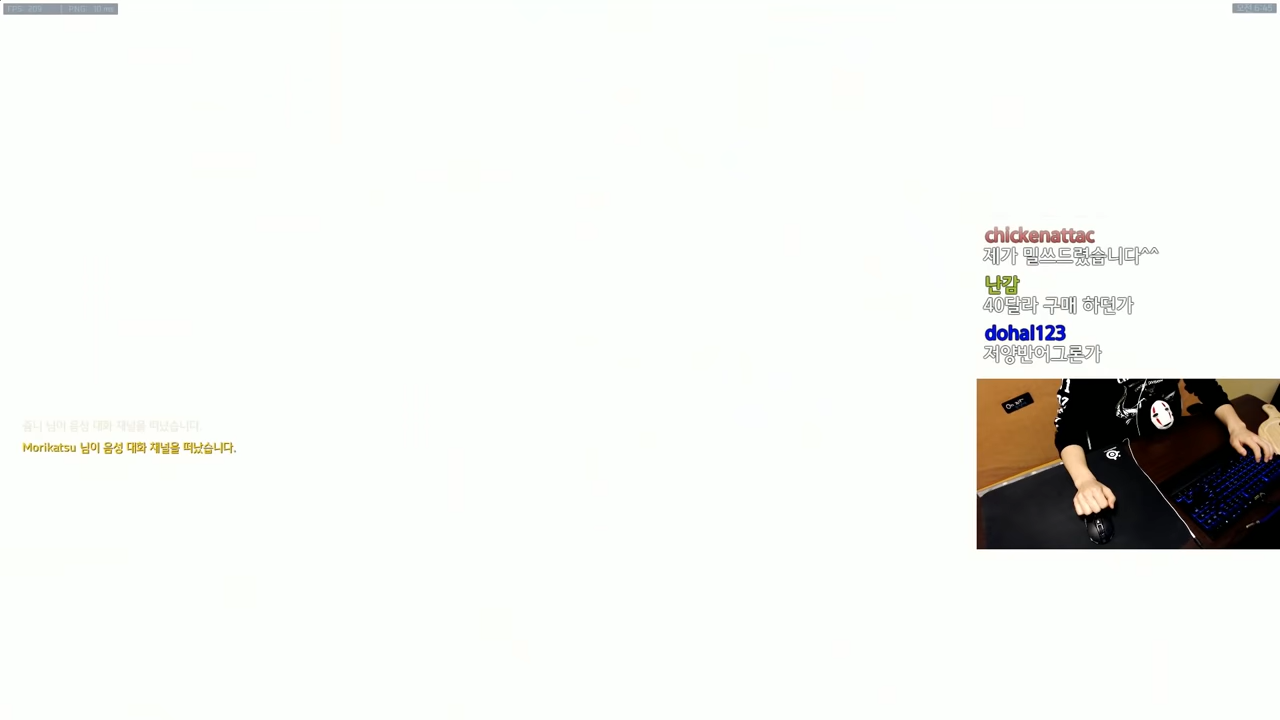 chickenattac
제가 밀쓰드렸습니다^^
난감
40달라 구매 하던가
dohal123
저양반어그론가
Morikatsu 님이 음성 대화 채널을 떠났습니다.